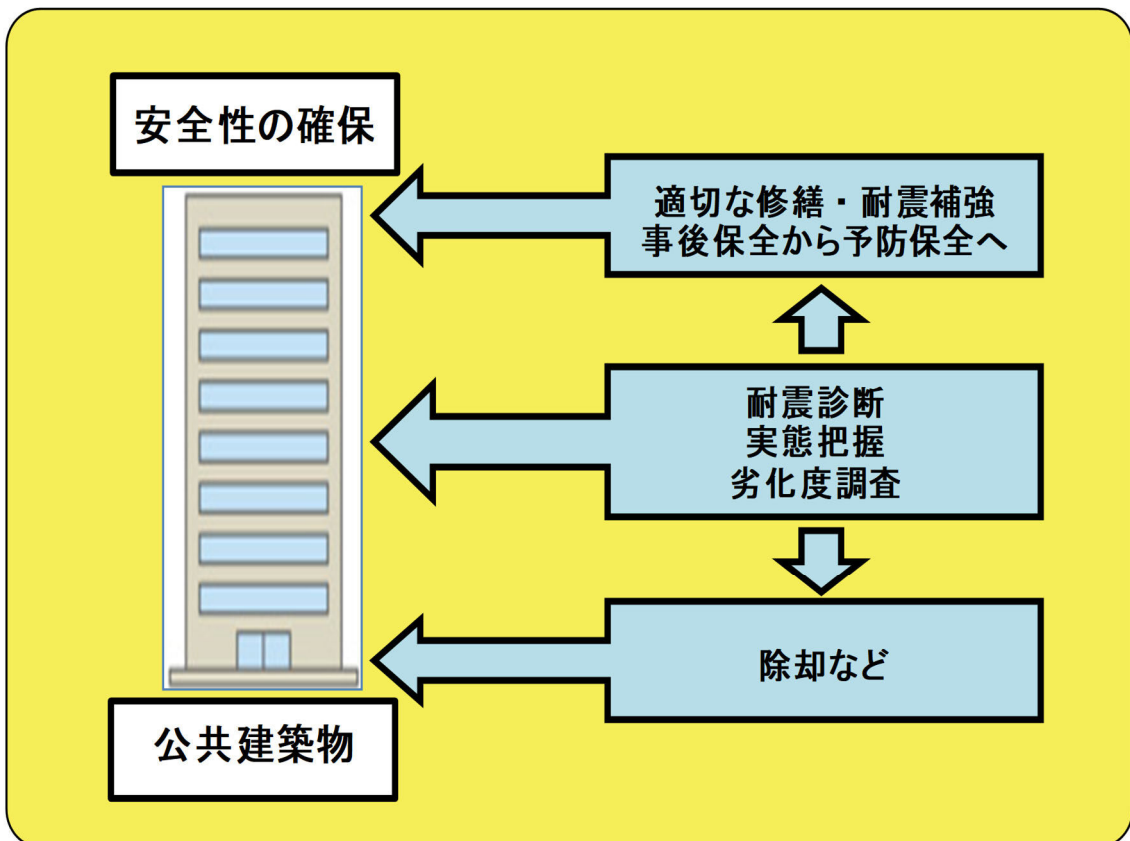 安全性の確保
適切な修繕・耐震補強
事後保全から予防保全へ
耐震診断
実態把握
劣化度調査
除却など
公共建築物